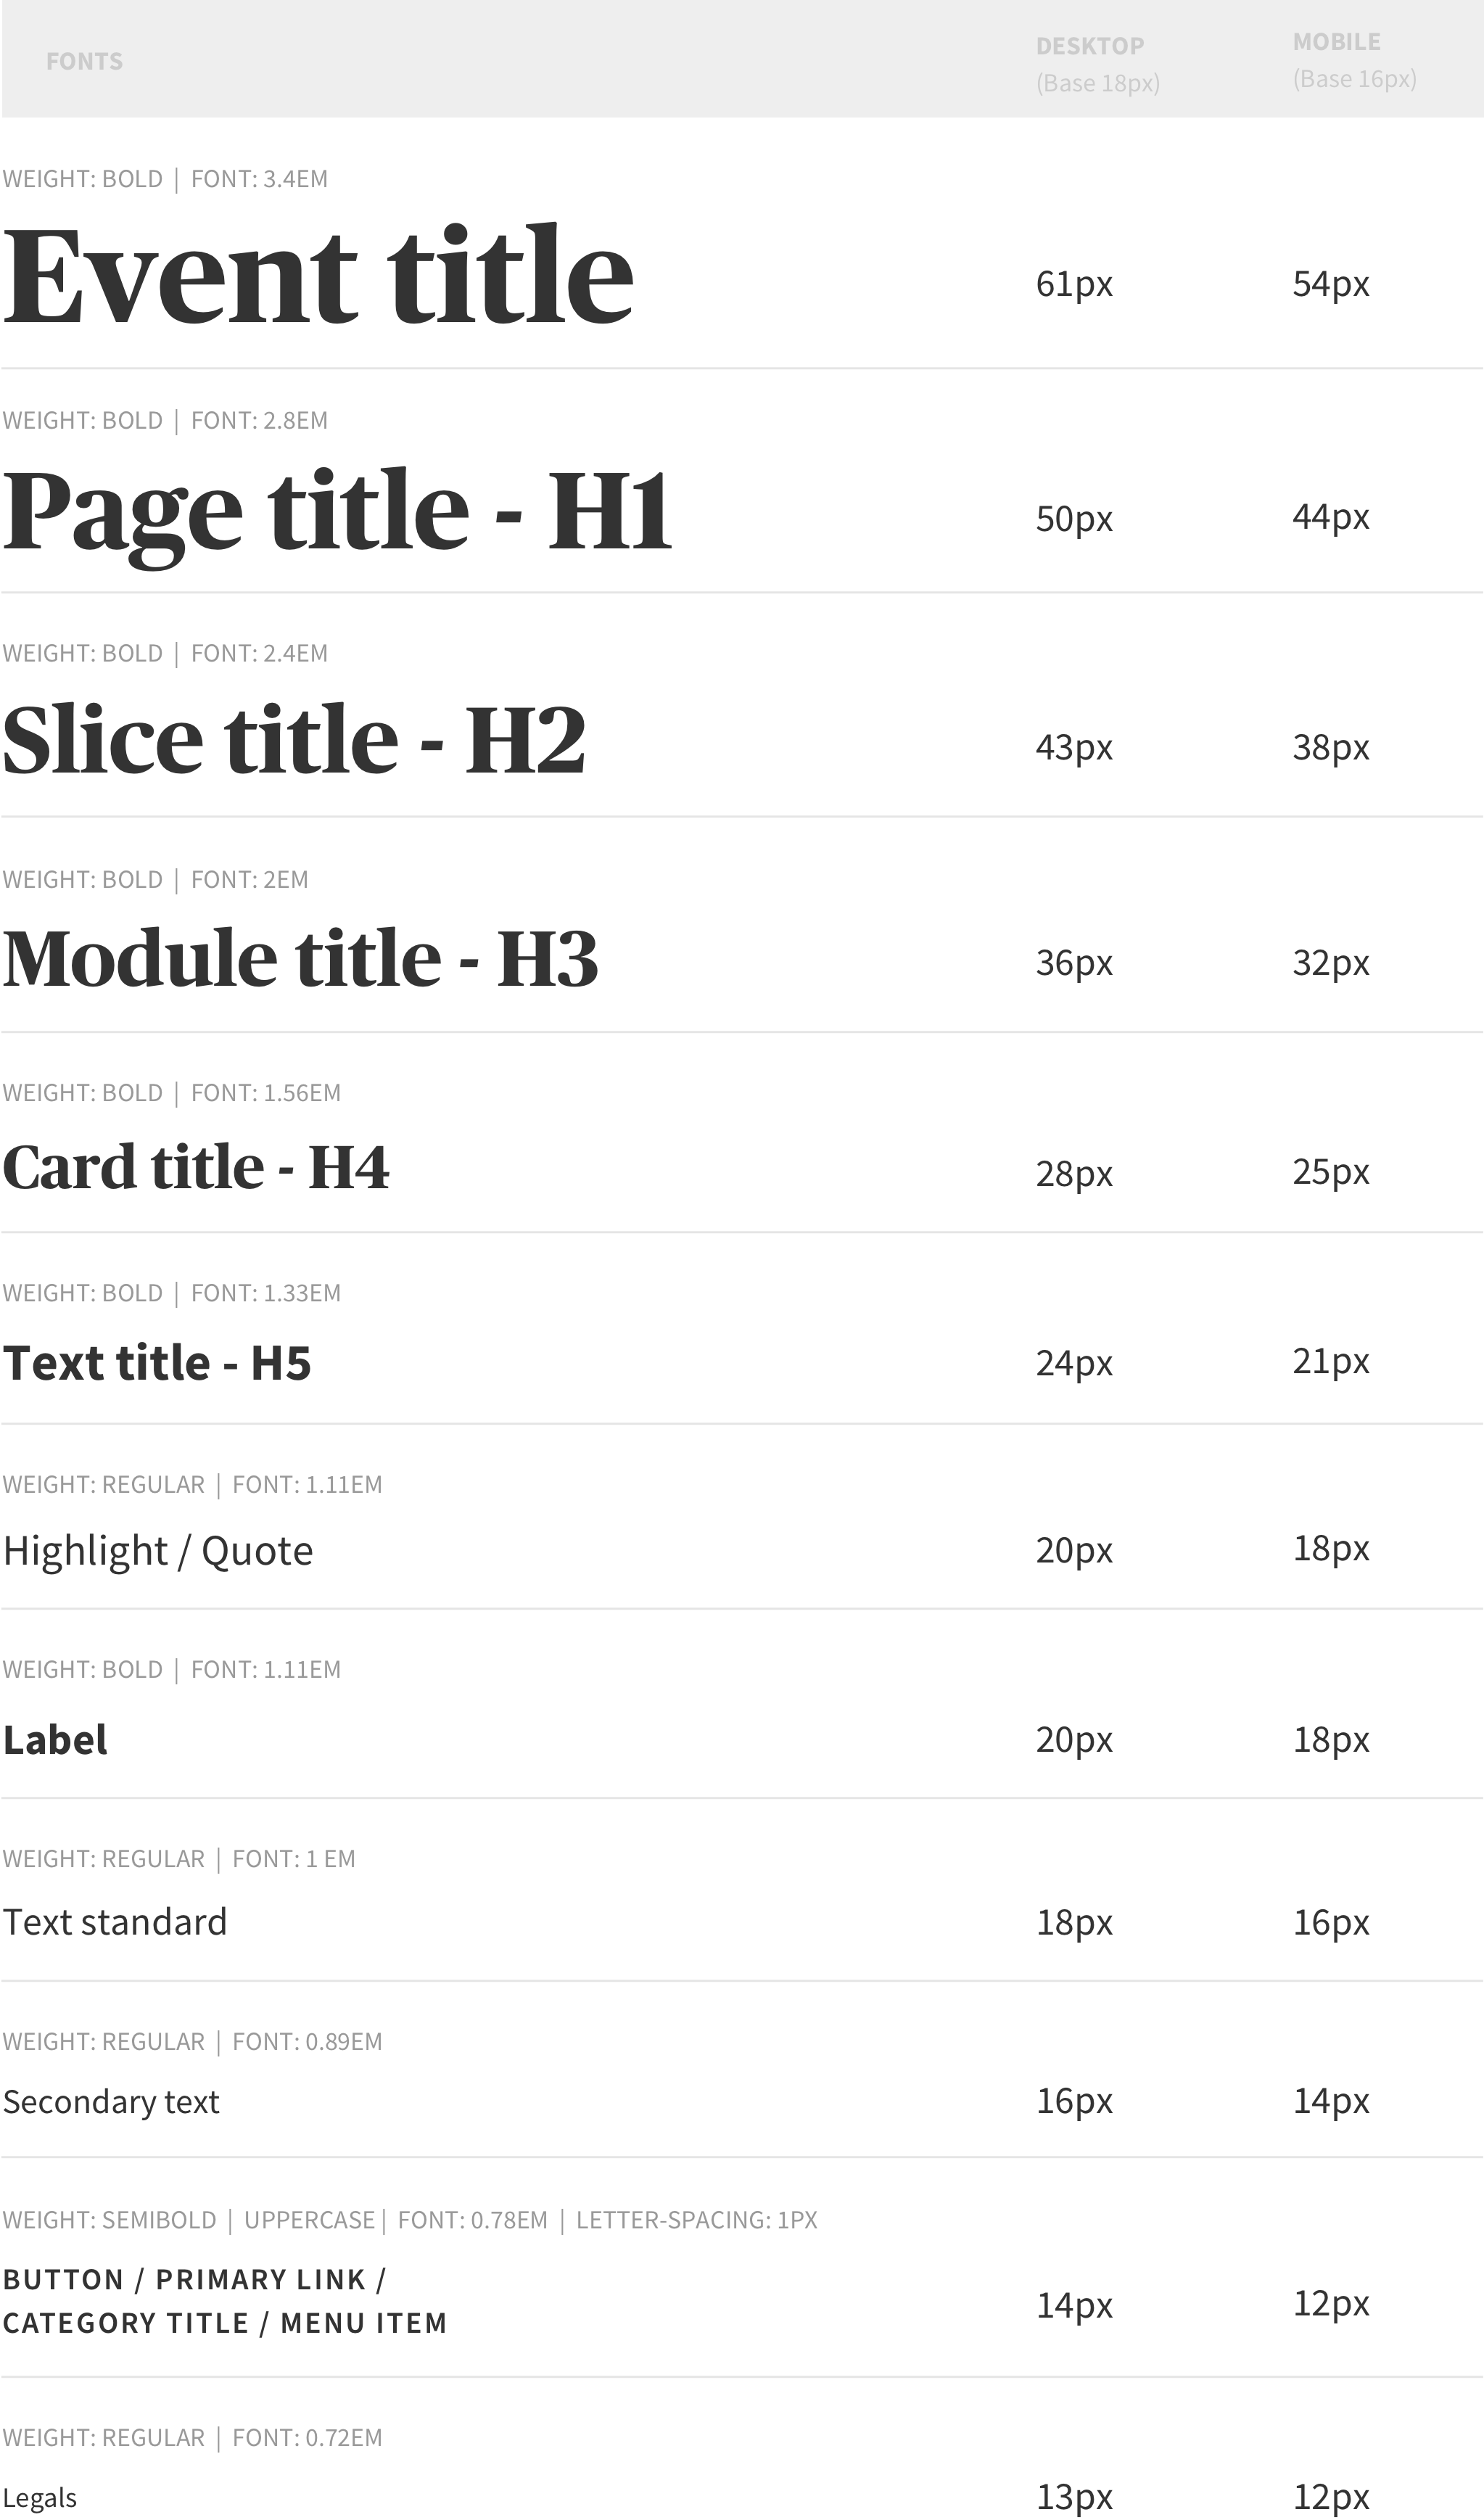 FONTS DESKTOP MOBILE
(Base 18px) (Base 16px)
WEIGHT: BOLD | FONT: 3.4EM
Event title 61px 54px
WEIGHT: BOLD | FONT: 2.8EM
Page title - H1 50px 44px
WEIGHT: BOLD | FONT: 2.4EM
Slice title - H2 43px 38px
WEIGHT: BOLD | FONT: 2EM
Module title - H3 36px 32px
WEIGHT: BOLD | FONT: 1.56EM
Card title - H4 28px 25px
WEIGHT: BOLD | FONT: 1.33EM
Text title - H5 24px 21px
WEIGHT: REGULAR | FONT: 1.11EM
Highlight / Quote 20px 18px
WEIGHT: BOLD | FONT: 1.11EM
Label 20px 18px
WEIGHT: REGULAR | FONT: 1 EM
Text standard 18px 16px
WEIGHT: REGULAR | FONT: 0.89EM
Secondary text 16px 14px
WEIGHT: SEMIBOLD | UPPERCASE | FONT: 0.78EM | LETTER-SPACING: 1PX
BUTTON / PRIMARY LINK /
CATEGORY TITLE / MENU ITEM 14px 12px
WEIGHT: REGULAR | FONT: 0.72EM
Legals 13px 12px